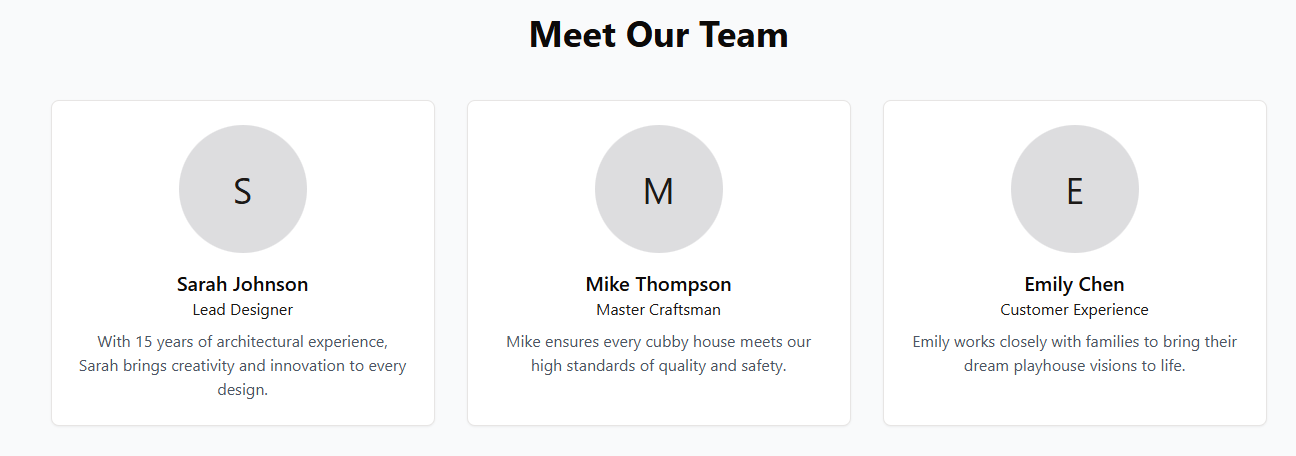 Meet Our Team
S
Sarah Johnson
Lead Designer
With 15 years of architectural experience,
Sarah brings creativity and innovation to every
design.
M
Mike Thompson
Master Craftsman
Mike ensures every cubby house meets our
high standards of quality and safety.
E
Emily Chen
Customer Experience
Emily works closely with families to bring their
dream playhouse visions to life.